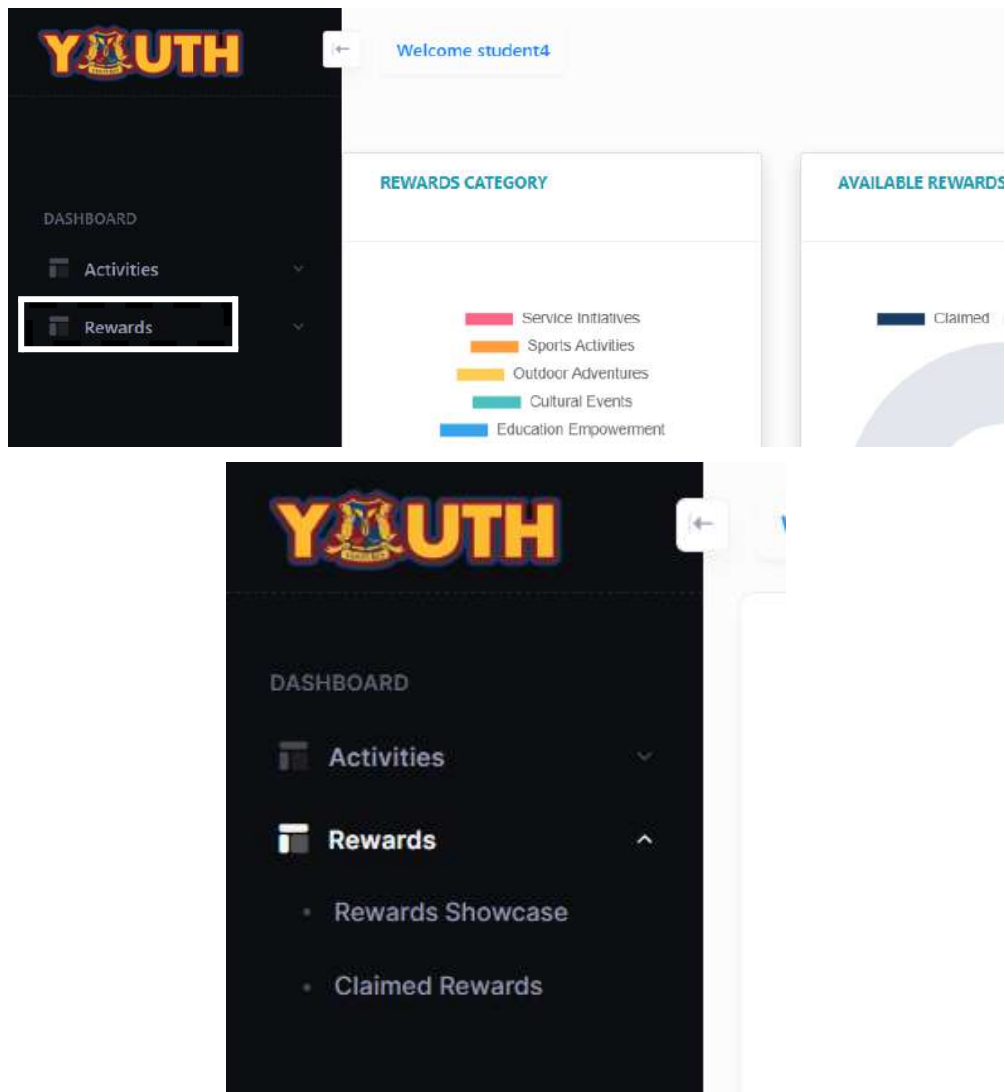 YOUTH
Welcome student4
REWARDS CATEGORY
AVAILABLE REWARDS
DASHBOARD
Activities
Rewards
Service Initiatives
Sports Activities
Outdoor Adventures
Cultural Events
Education Empowerment
Claimed
YOUTH
DASHBOARD
Activities
Rewards
Rewards Showcase
Claimed Rewards